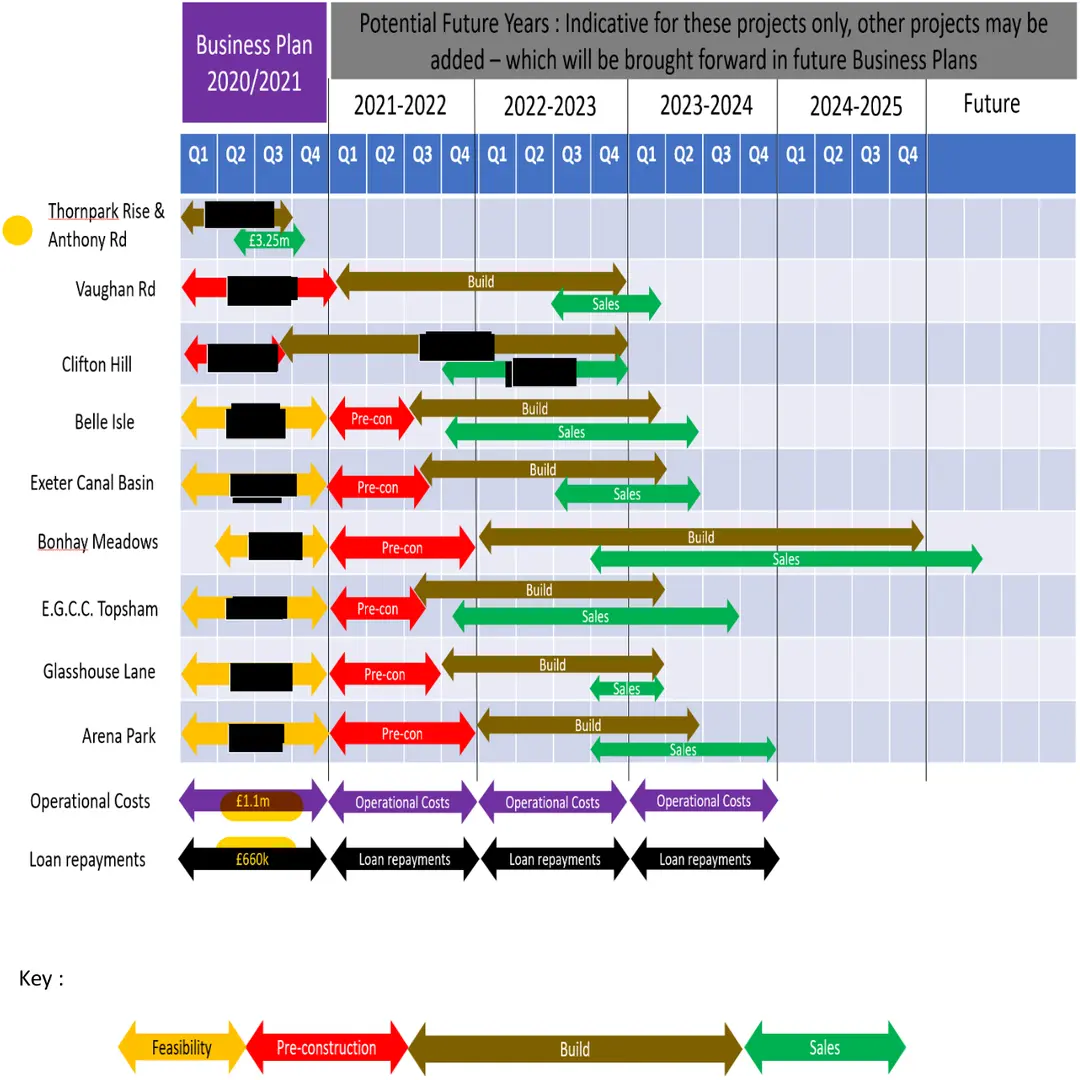 Business Plan
2020/2021
Potential Future Years : Indicative for these projects only, other projects may be
added – which will be brought forward in future Business Plans
2021-2022 2022-2023 2023-2024 2024-2025 Future
Q1 Q2 Q3 Q4 Q1 Q2 Q3 Q4 Q1 Q2 Q3 Q4 Q1 Q2 Q3 Q4 Q1 Q2 Q3 Q4
Thornpark Rise &
Anthony Rd
£3.25m
Vaughan Rd
Build
Sales
Clifton Hill
Belle Isle
Pre-con
Build
Sales
Exeter Canal Basin
Pre-con
Build
Sales
Bonhay Meadows
Pre-con
Build
Sales
E.G.C.C. Topsham
Pre-con
Build
Sales
Glasshouse Lane
Pre-con
Build
Sales
Arena Park
Pre-con
Build
Sales
Operational Costs £1.1m Operational Costs Operational Costs Operational Costs
Loan repayments £660k Loan repayments Loan repayments Loan repayments
Key :
Feasibility Pre-construction Build Sales